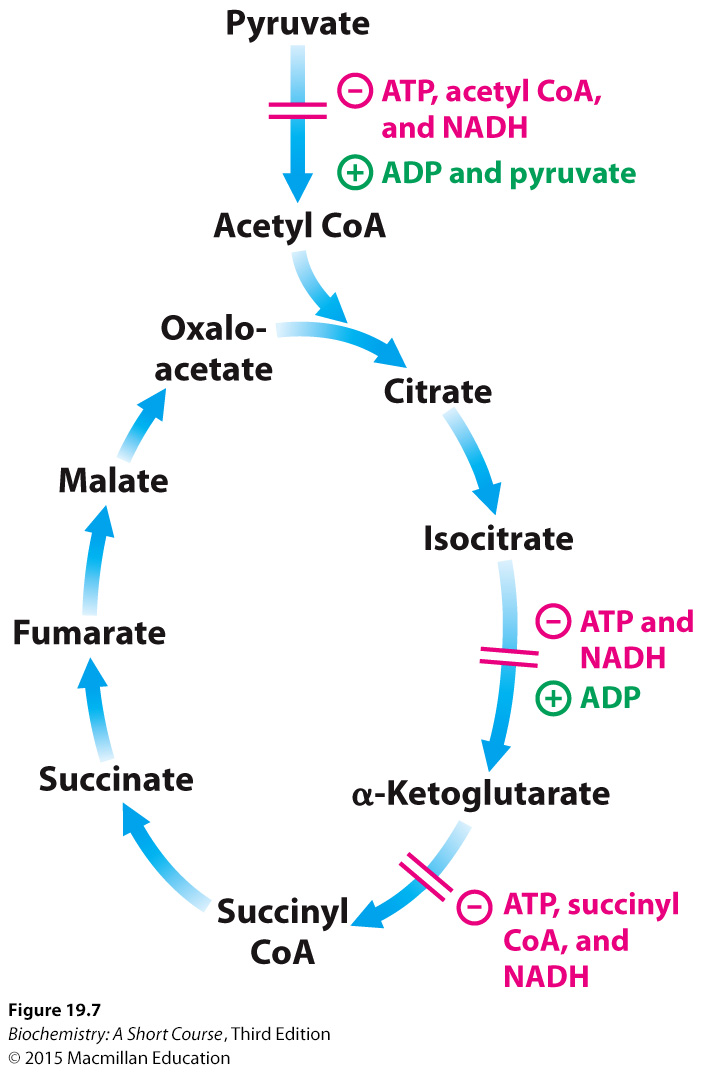 Pyruvate
⊖ ATP, acetyl CoA,
and NADH
⊕ ADP and pyruvate
Acetyl CoA
Oxalo-
acetate
Citrate
Isocitrate
⊖ ATP and
NADH
⊕ ADP
α-Ketoglutarate
⊖ ATP, succinyl
CoA, and
NADH
Succinyl
CoA
Succinate
Fumarate
Malate
Figure 19.7
Biochemistry: A Short Course, Third Edition
© 2015 Macmillan Education